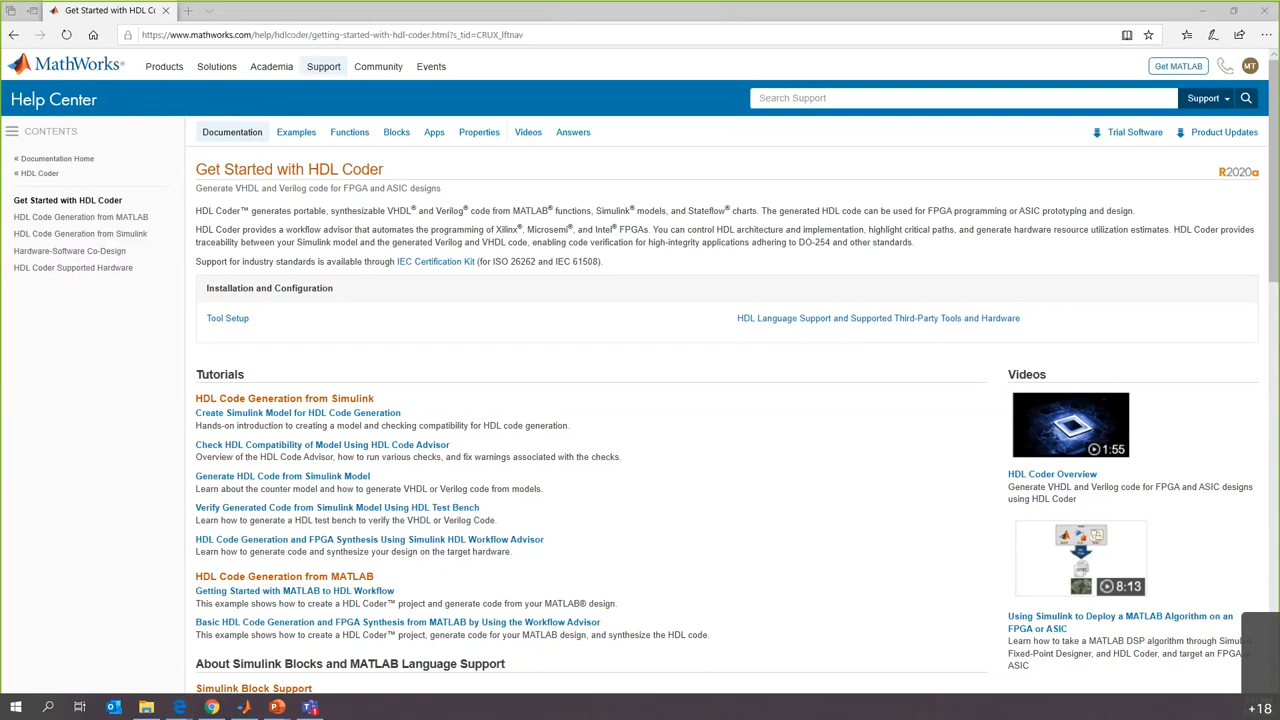 Get Started with HDL Co
https://www.mathworks.com/help/hdlcoder/getting-started-with-hdl-coder.html?s_tid=CRUX_lftnav
MathWorks®
Products Solutions Academia Support Community Events
Get MATLAB
MT
Help Center
Search Support
Support
CONTENTS
Documentation Examples Functions Blocks Apps Properties Videos Answers
Trial Software Product Updates
« Documentation Home
« HDL Coder
Get Started with HDL Coder
HDL Code Generation from MATLAB
HDL Code Generation from Simulink
Hardware-Software Co-Design
HDL Coder Supported Hardware
Get Started with HDL Coder
R2020a
Generate VHDL and Verilog code for FPGA and ASIC designs
HDL Coder™ generates portable, synthesizable VHDL® and Verilog® code from MATLAB® functions, Simulink® models, and Stateflow® charts. The generated HDL code can be used for FPGA programming or ASIC prototyping and design.
HDL Coder provides a workflow advisor that automates the programming of Xilinx®, Microsemi®, and Intel® FPGAs. You can control HDL architecture and implementation, highlight critical paths, and generate hardware resource utilization estimates. HDL Coder provides
traceability between your Simulink model and the generated Verilog and VHDL code, enabling code verification for high-integrity applications adhering to DO-254 and other standards.
Support for industry standards is available through IEC Certification Kit (for ISO 26262 and IEC 61508).
Installation and Configuration
Tool Setup
HDL Language Support and Supported Third-Party Tools and Hardware
Tutorials
HDL Code Generation from Simulink
Create Simulink Model for HDL Code Generation
Hands-on introduction to creating a model and checking compatibility for HDL code generation.
Check HDL Compatibility of Model Using HDL Code Advisor
Overview of the HDL Code Advisor, how to run various checks, and fix warnings associated with the checks.
Generate HDL Code from Simulink Model
Learn about the counter model and how to generate VHDL or Verilog code from models.
Verify Generated Code from Simulink Model Using HDL Test Bench
Learn how to generate a HDL test bench to verify the VHDL or Verilog Code.
HDL Code Generation and FPGA Synthesis Using Simulink HDL Workflow Advisor
Learn how to generate code and synthesize your design on the target hardware.
HDL Code Generation from MATLAB
Getting Started with MATLAB to HDL Workflow
This example shows how to create a HDL Coder™ project and generate code from your MATLAB® design.
Basic HDL Code Generation and FPGA Synthesis from MATLAB by Using the Workflow Advisor
This example shows how to create a HDL Coder™ project, generate code for your MATLAB design, and synthesize the HDL code.
About Simulink Blocks and MATLAB Language Support
Simulink Block Support
Videos
1:55
HDL Coder Overview
Generate VHDL and Verilog code for FPGA and ASIC designs
using HDL Coder
8:13
Using Simulink to Deploy a MATLAB Algorithm on an
FPGA or ASIC
Learn how to take a MATLAB DSP algorithm through Simulink,
Fixed-Point Designer, and HDL Coder, and target an FPGA or
ASIC
+18